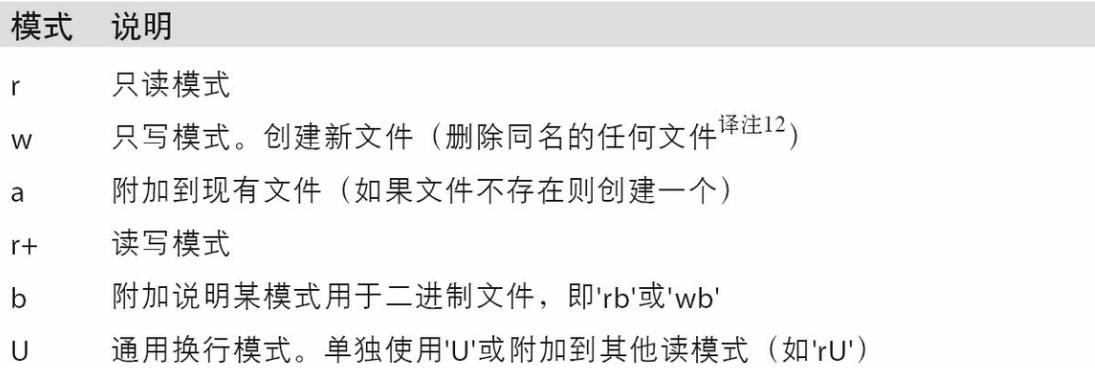 模式 说明
r 只读模式
w 只写模式。创建新文件（删除同名的任何文件译注12）
a 附加到现有文件（如果文件不存在则创建一个）
r+ 读写模式
b 附加说明某模式用于二进制文件，即'rb'或'wb'
U 通用换行模式。单独使用'U'或附加到其他读模式（如'rU'）